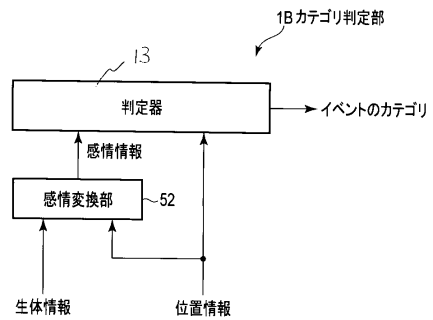 1B カテゴリ判定部
13
判定器
イベントのカテゴリ
感情情報
感情変換部
52
生体情報
位置情報